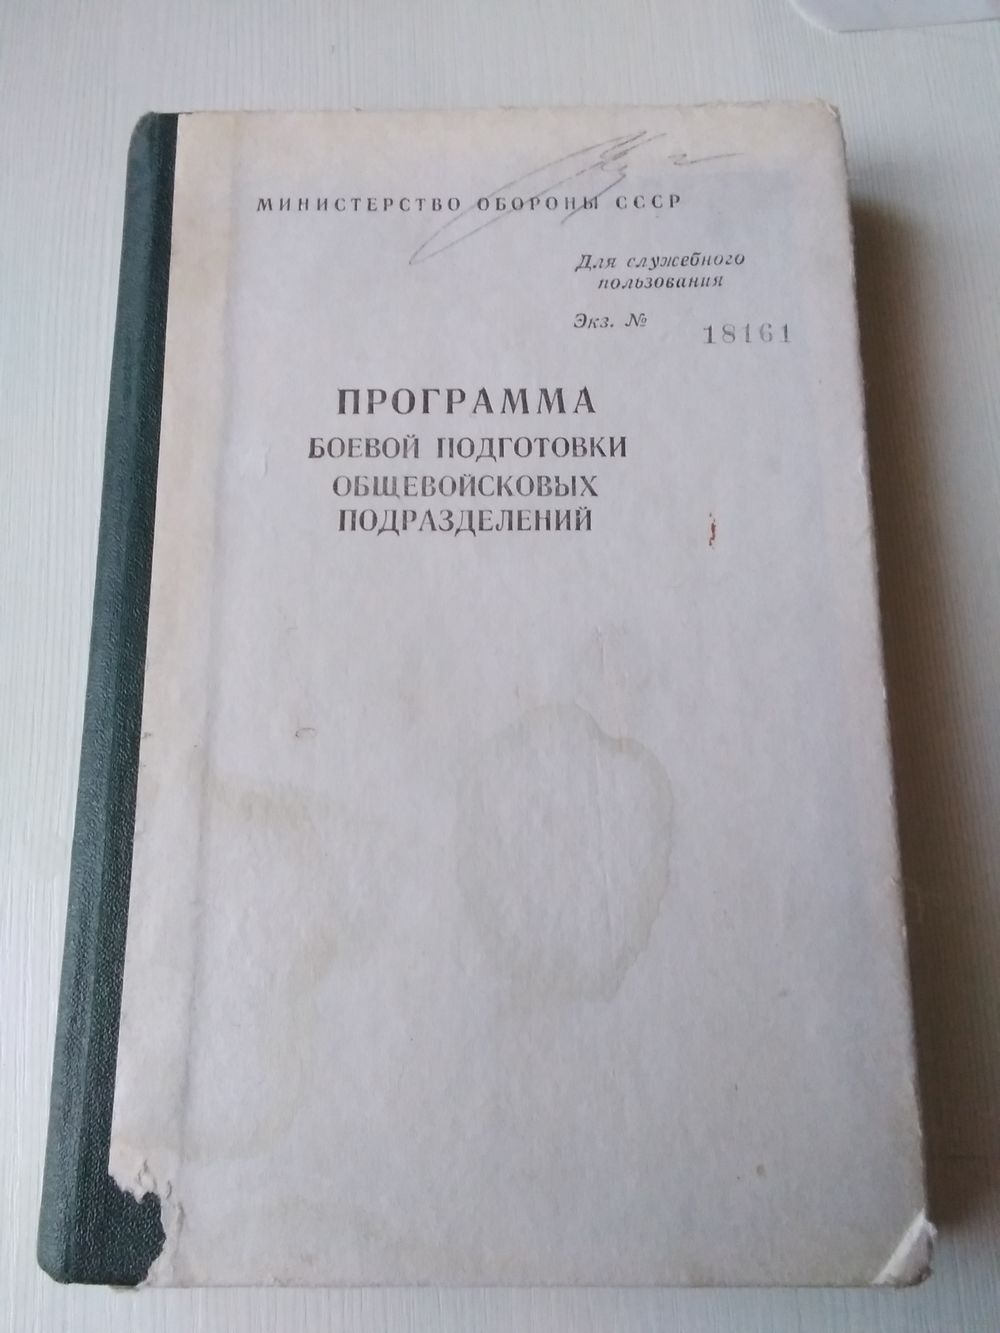 МИНИСТЕРСТВО ОБОРОНЫ СССР
Для служебного
пользования
Экз. № 18161
ПРОГРАММА
БОЕВОЙ ПОДГОТОВКИ
ОБЩЕВОЙСКОВЫХ
ПОДРАЗДЕЛЕНИЙ